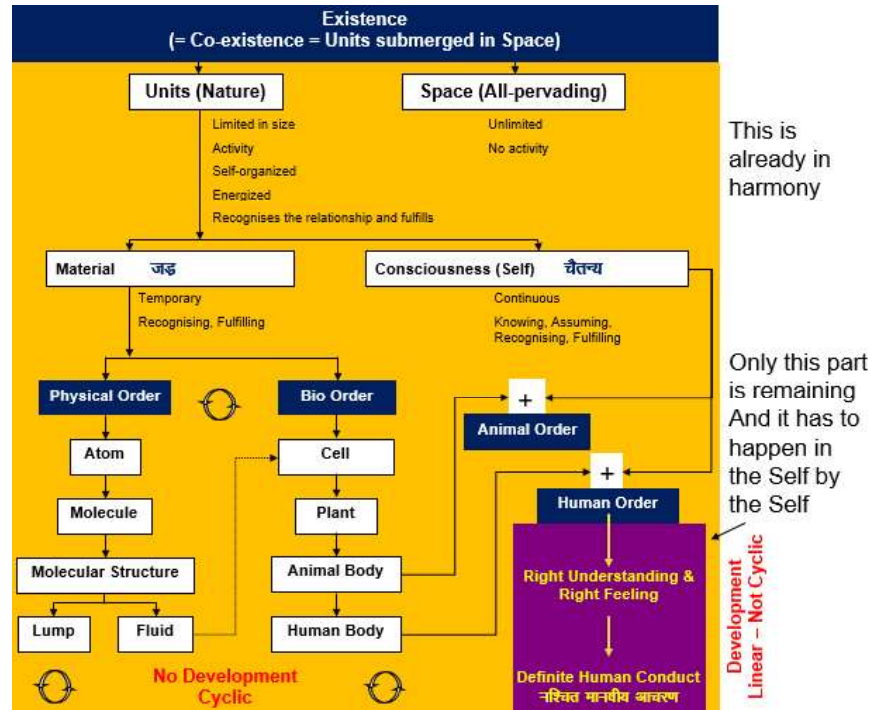 Existence
(= Co-existence = Units submerged in Space)
Units (Nature)
Space (All-pervading)
Limited in size
Activity
Self-organized
Energized
Recognises the relationship and fulfills
Unlimited
No activity
This is
already in
harmony
Material जड़
Consciousness (Self) चैतन्य
Temporary
Recognising, Fulfilling
Continuous
Knowing, Assuming,
Recognising, Fulfilling
Physical Order
Bio Order
+
Animal Order
Only this part
is remaining
And it has to
happen in
the Self by
the Self
Atom
Cell
+
Human Order
Molecule
Plant
Molecular Structure
Animal Body
Lump
Fluid
Human Body
Right Understanding &
Right Feeling
Definite Human Conduct
निश्चित मानवीय आचरण
No Development
Cyclic
Development
Linear – Not Cyclic